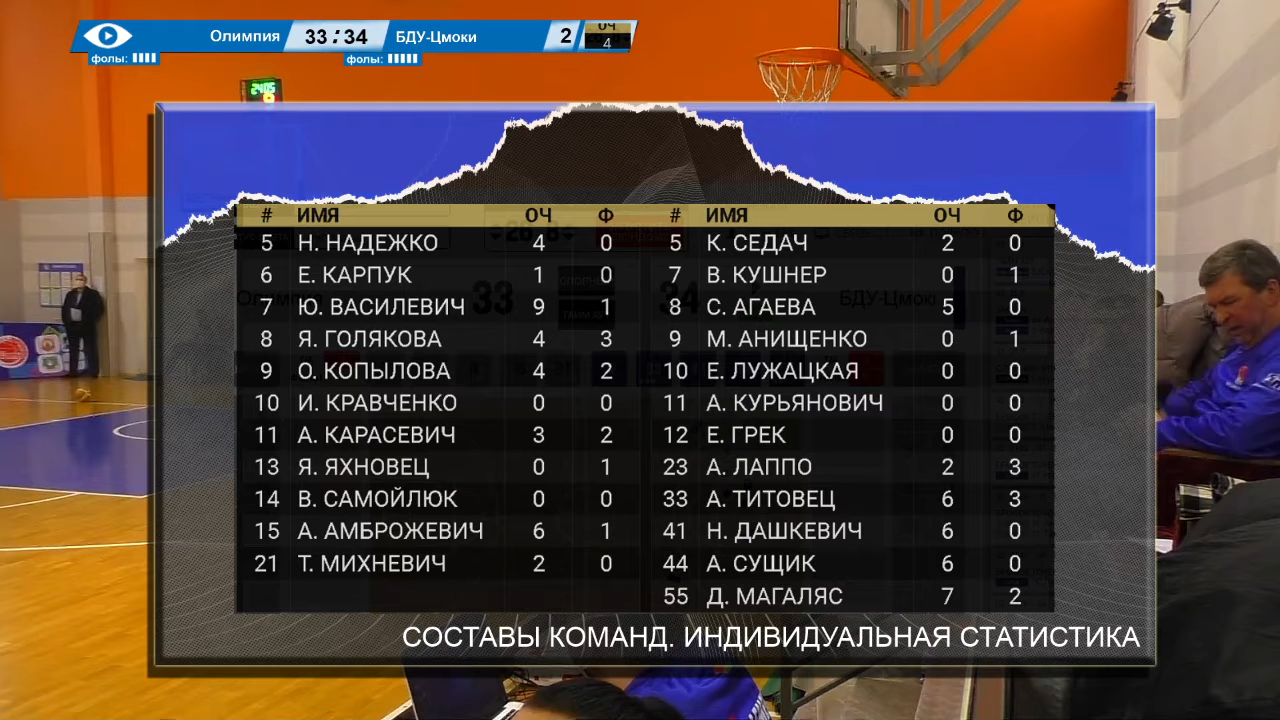 Олимпия 33:34 БДУ-Цмоки 2 ОЧ 4
фолы: фолы:
2405
# ИМЯ ОЧ Ф # ИМЯ ОЧ Ф
5 Н. НАДЕЖКО 4 0 5 К. СЕДАЧ 2 0
6 Е. КАРПУК 1 0 7 В. КУШНЕР 0 1
7 Ю. ВАСИЛЕВИЧ 9 1 8 С. АГАЕВА 5 0
8 Я. ГОЛЯКОВА 4 3 9 М. АНИЩЕНКО 0 1
9 О. КОПЫЛОВА 4 2 10 Е. ЛУЖАЦКАЯ 0 0
10 И. КРАВЧЕНКО 0 0 11 А. КУРЬЯНОВИЧ 0 0
11 А. КАРАСЕВИЧ 3 2 12 Е. ГРЕК 0 0
13 Я. ЯХНОВЕЦ 0 1 23 А. ЛАППО 2 3
14 В. САМОЙЛЮК 0 0 33 А. ТИТОВЕЦ 6 3
15 А. АМБРОЖЕВИЧ 6 1 41 Н. ДАШКЕВИЧ 6 0
21 Т. МИХНЕВИЧ 2 0 44 А. СУЩИК 6 0
55 Д. МАГАЛЯС 7 2
СОСТАВЫ КОМАНД. ИНДИВИДУАЛЬНАЯ СТАТИСТИКА